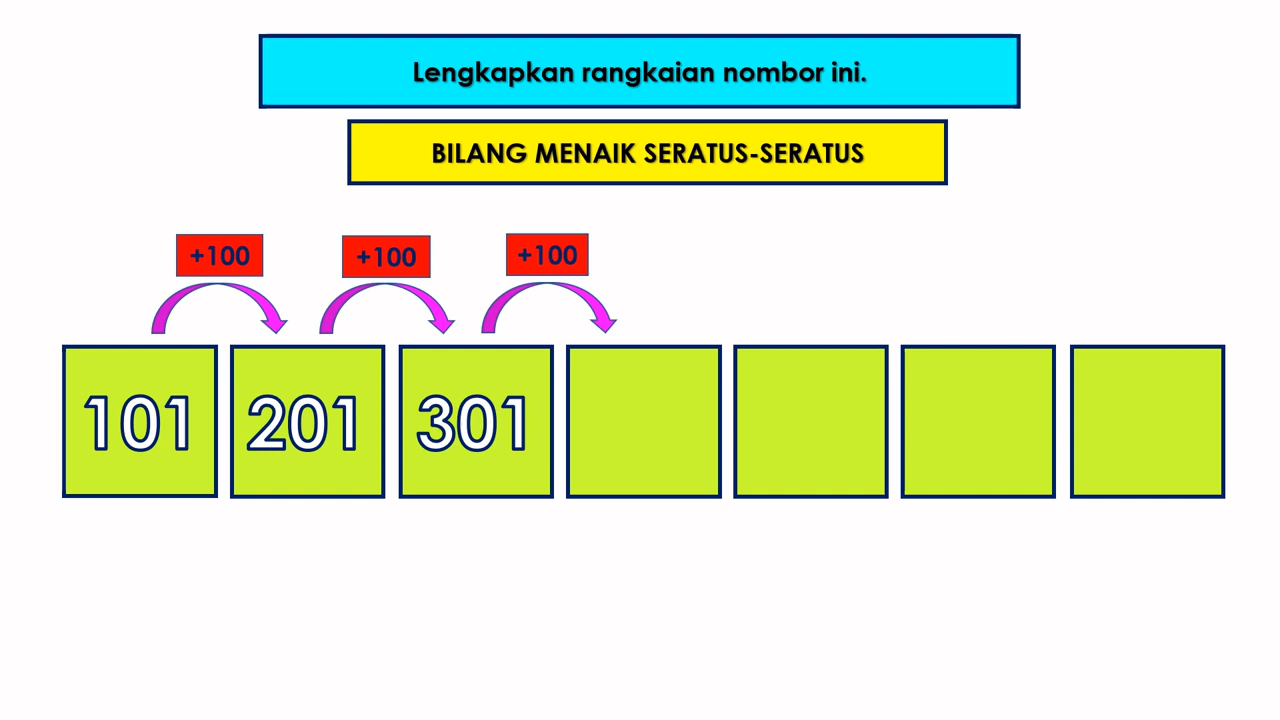 Lengkapkan rangkaian nombor ini.
BILANG MENAIK SERATUS-SERATUS
+100 +100 +100
101 201 301